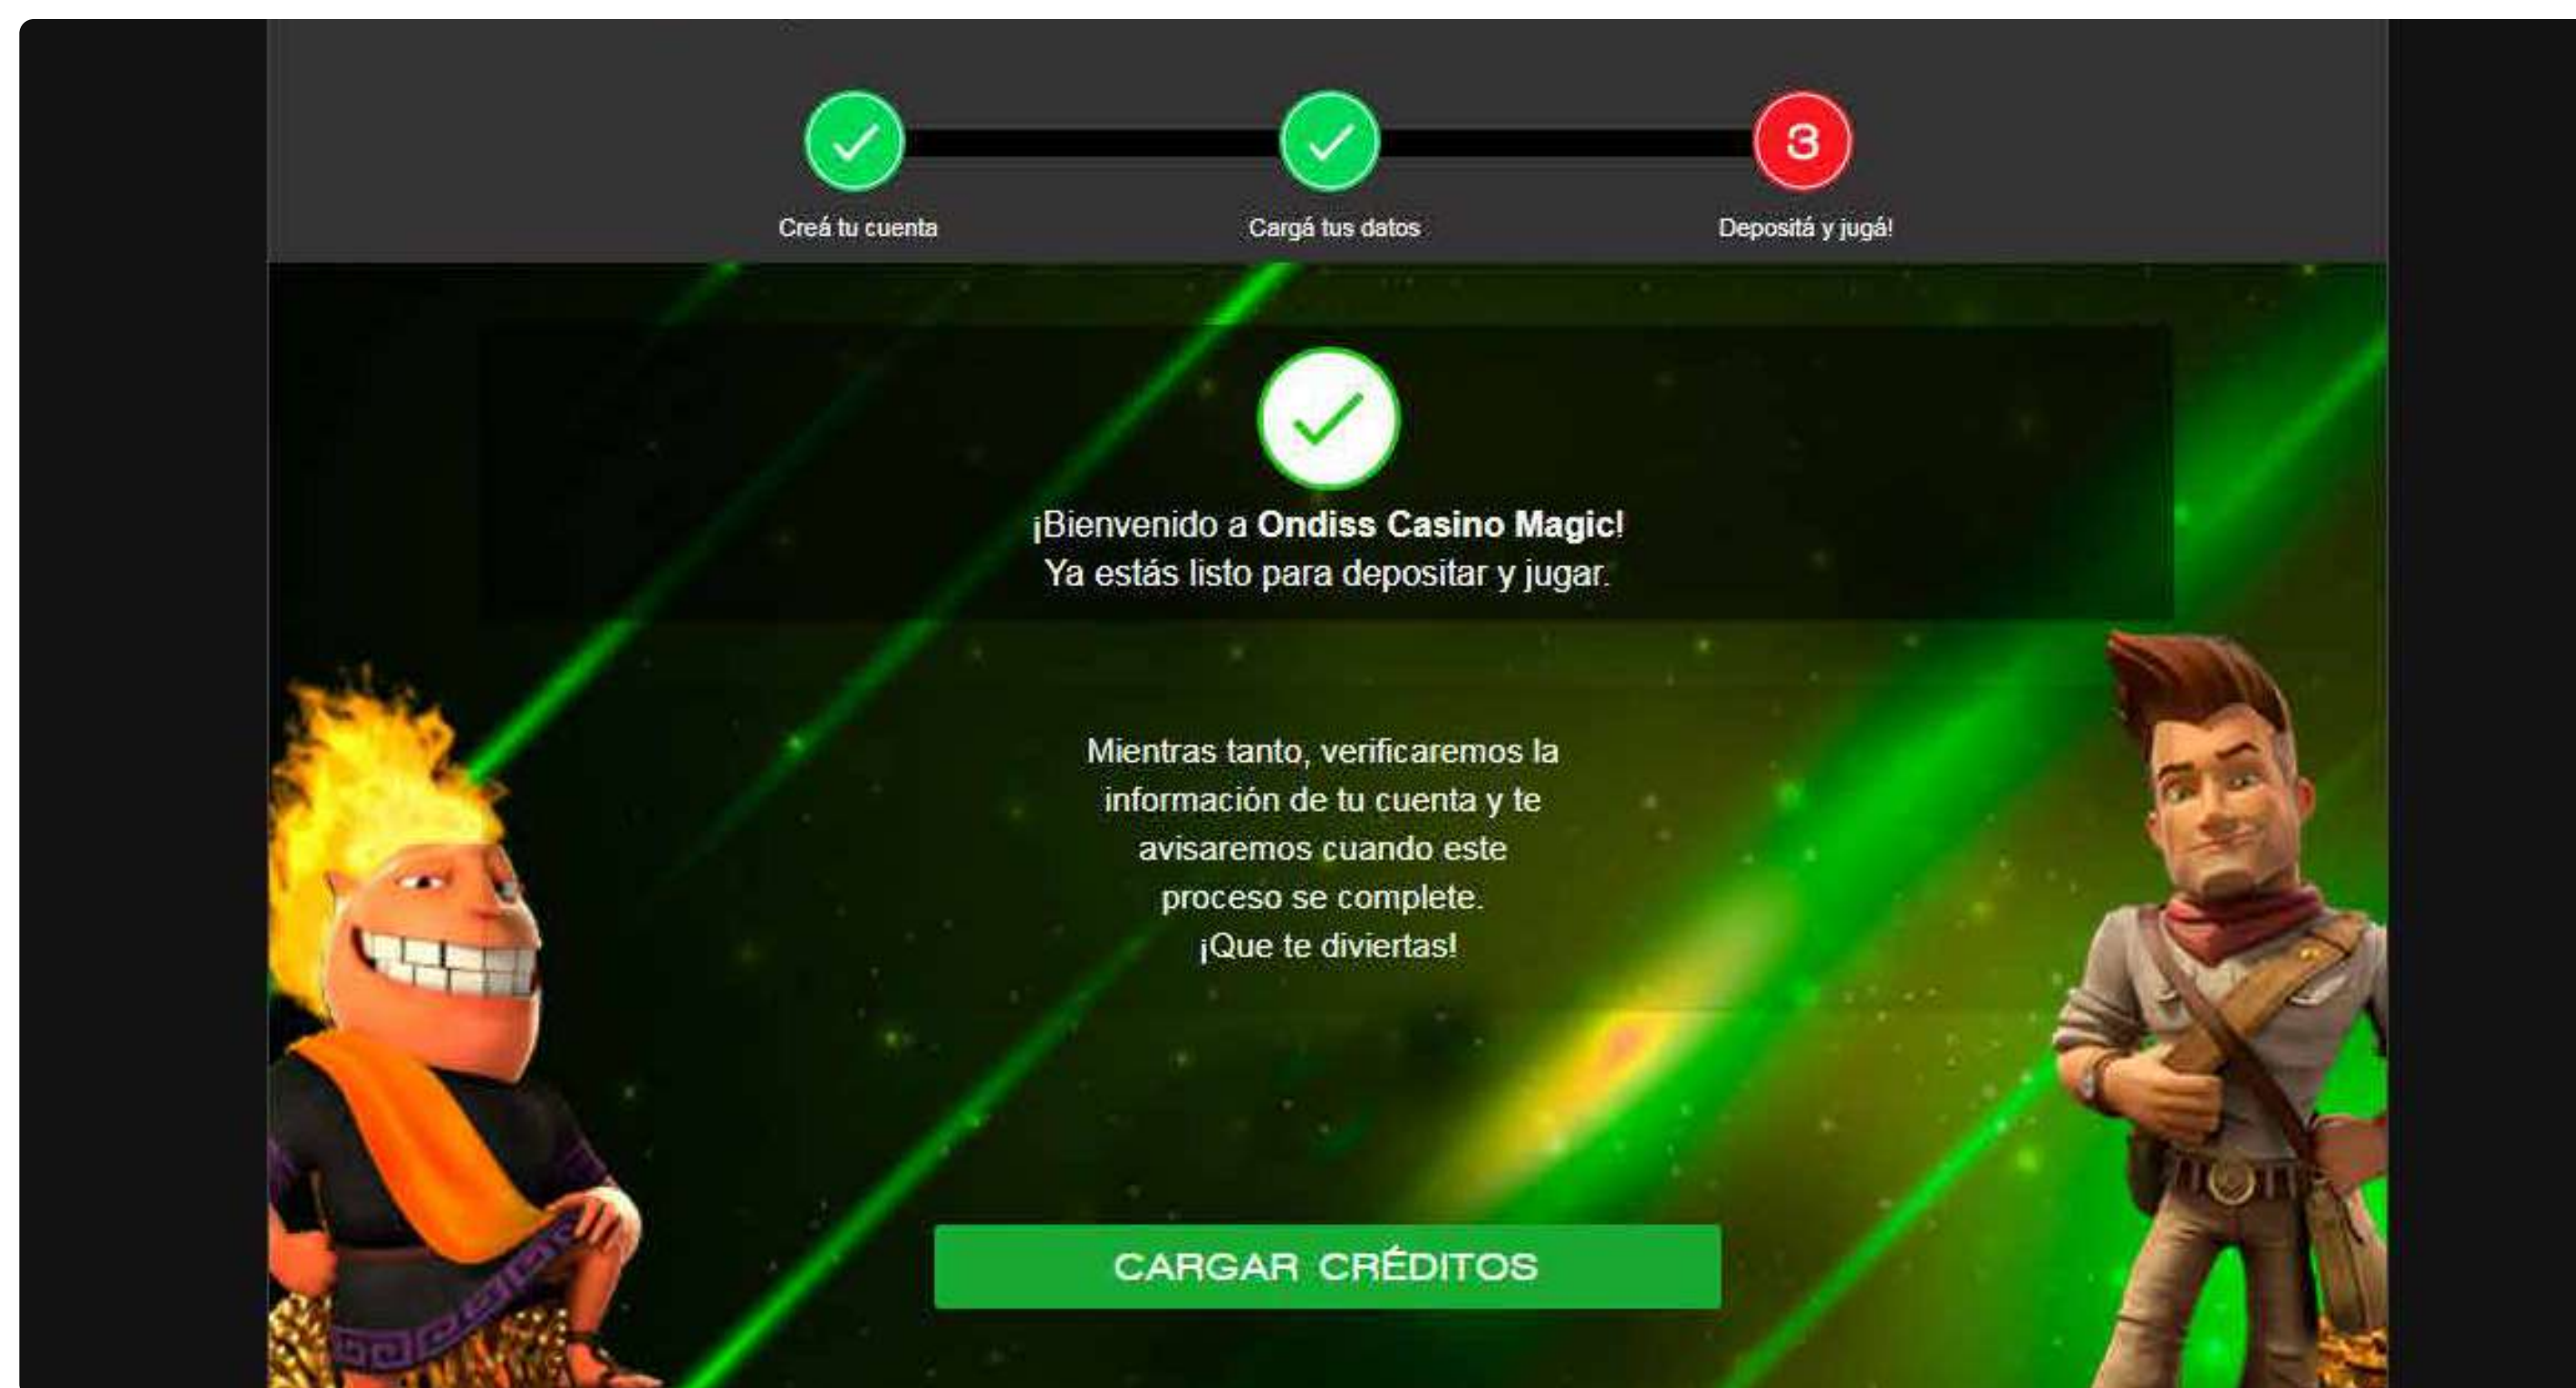 3
Creá tu cuenta
Cargá tus datos
Depositá y jugá!
¡Bienvenido a Ondiss Casino Magic!
Ya estás listo para depositar y jugar.
Mientras tanto, verificaremos la
información de tu cuenta y te
avisaremos cuando este
proceso se complete.
¡Que te diviertas!
CARGAR CRÉDITOS